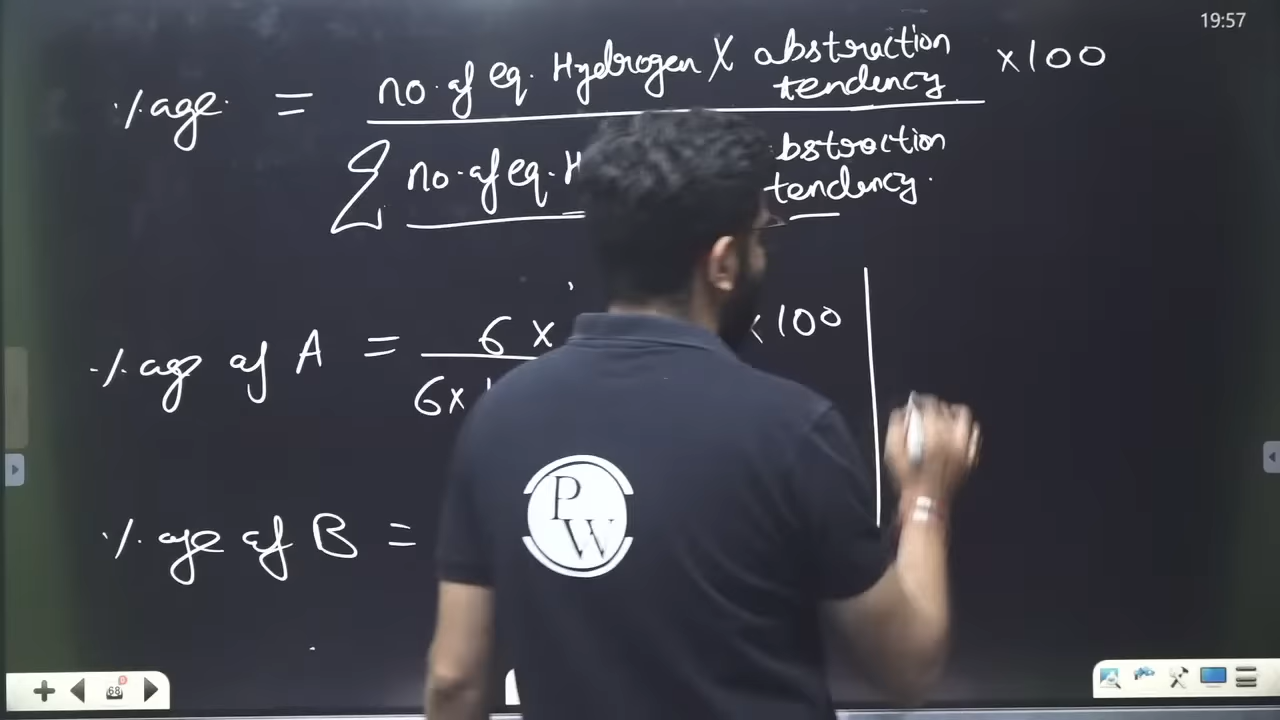 19:57
%age = no. of eq. Hydrogen X abstraction tendency x100
Σ no. of eq. H bstraction tendency.
% age of A = 6 x x100
6x
% age of B =
PW
68